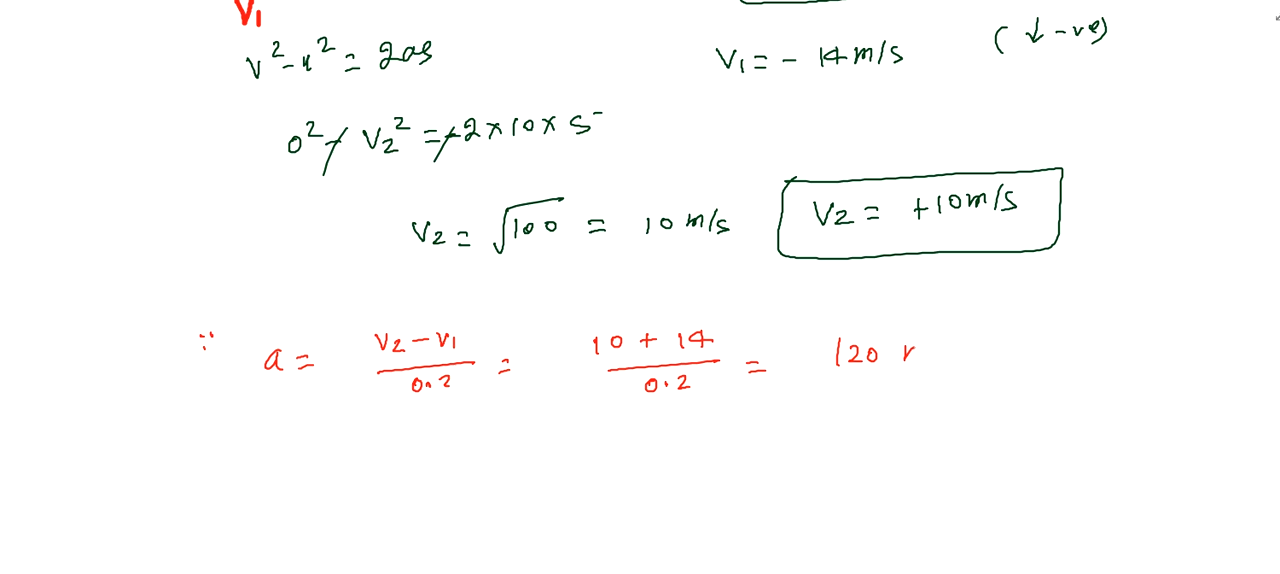 V₁
v² - u² = 2as
V₁ = - 14 m/s (↓ -ve)
0² - V₂² = -2 × 10 × 5
V₂ = √100 = 10 m/s
V₂ = +10 m/s
∵ a = (V₂ - V₁)/0.2 = (10 + 14)/0.2 = 120